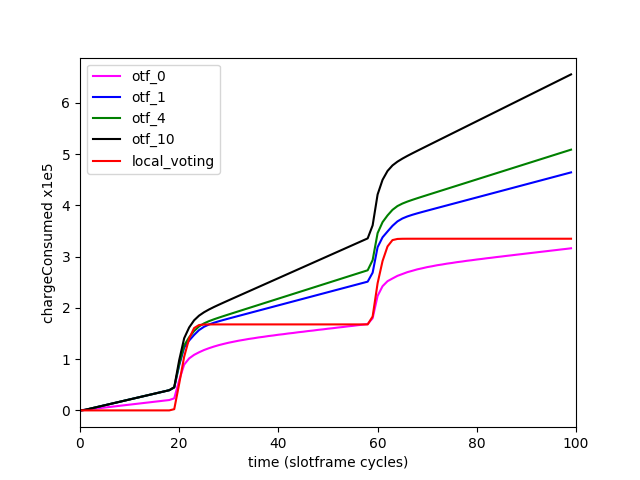 otf_0
otf_1
otf_4
otf_10
local_voting
chargeConsumed x1e5
6
5
4
3
2
1
0
0 20 40 60 80 100
time (slotframe cycles)